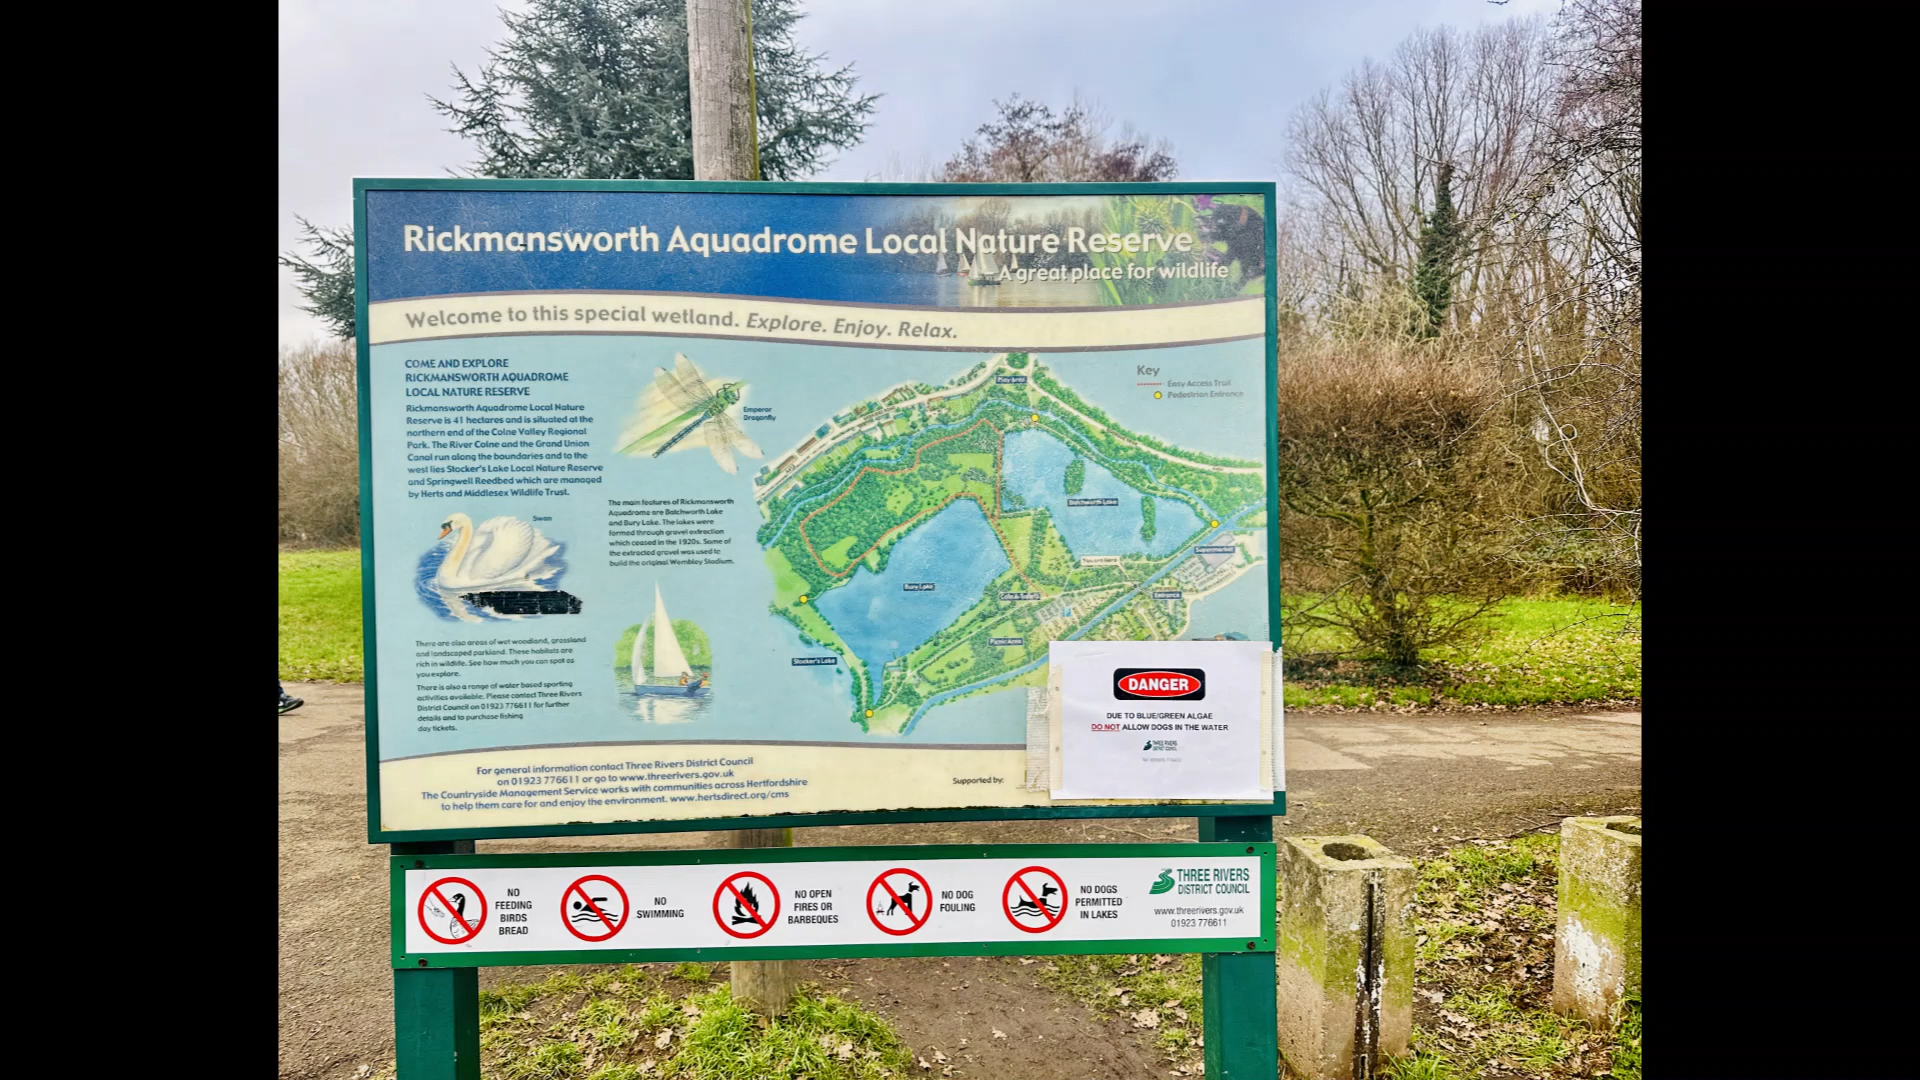 Rickmansworth Aquadrome Local Nature Reserve
A great place for wildlife
Welcome to this special wetland. Explore. Enjoy. Relax.
COME AND EXPLORE
RICKMANSWORTH AQUADROME
LOCAL NATURE RESERVE
Rickmansworth Aquadrome Local Nature
Reserve is 41 hectares and is situated at the
northern end of the Colne Valley Regional
Park. The River Colne and the Grand Union
Canal run along the boundaries and to the
west lies Stocker's Lake Local Nature Reserve
and Springwell Reedbed which are managed
by Herts and Middlesex Wildlife Trust.
Emperor
Dragonfly
Swan
The main features of Rickmansworth
Aquadrome are Batchworth Lake
and Bury Lake. The lakes were
formed through gravel extraction
which ceased in the 1920s. Some of
the extracted gravel was used to
build the original Wembley Stadium.
There are also areas of wet woodland, grassland
and landscaped parkland. These habitats are
rich in wildlife. See how much you can spot as
you explore.
There is also a range of water based sporting
activities available. Please contact Three Rivers
District Council on 01923 776611 for further
details and to purchase fishing
day tickets.
Key
Easy Access Trail
Pedestrian Entrance
Play Area
Batchworth Lake
Supermarket
Bury Lake
Entrance
Picnic Area
Stocker's Lake
For general information contact Three Rivers District Council
on 01923 776611 or go to www.threerivers.gov.uk
The Countryside Management Service works with communities across Hertfordshire
to help them care for and enjoy the environment. www.hertsdirect.org/cms
Supported by:
DANGER
DUE TO BLUE/GREEN ALGAE
DO NOT ALLOW DOGS IN THE WATER
THREE RIVERS
DISTRICT COUNCIL
NO
FEEDING
BIRDS
BREAD
NO
SWIMMING
NO OPEN
FIRES OR
BARBEQUES
NO DOG
FOULING
NO DOGS
PERMITTED
IN LAKES
THREE RIVERS
DISTRICT COUNCIL
www.threerivers.gov.uk
01923 776611